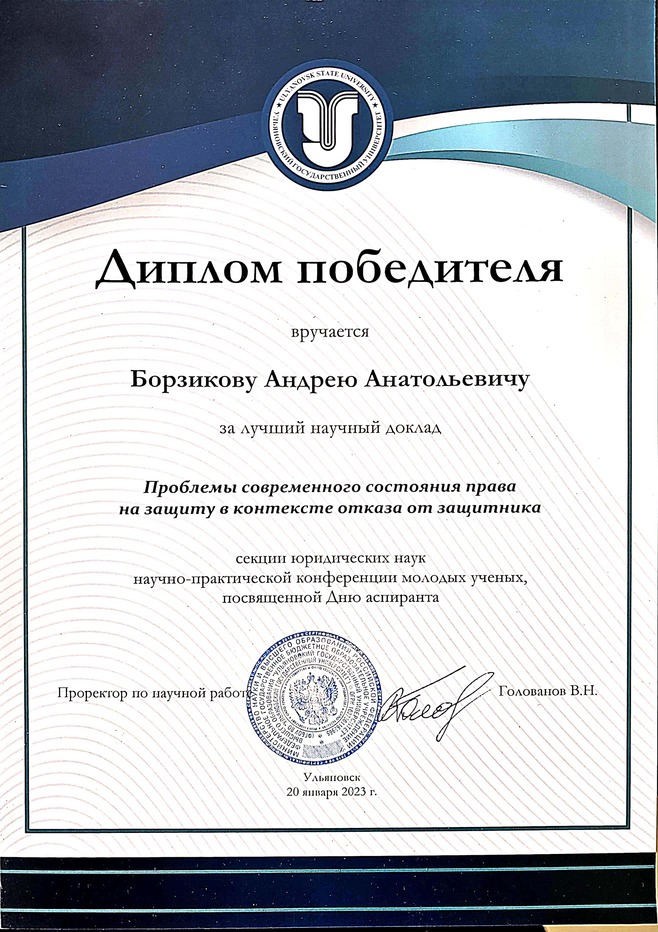 ULYANOVSK STATE UNIVERSITY
УЛЬЯНОВСКИЙ ГОСУДАРСТВЕННЫЙ УНИВЕРСИТЕТ
Диплом победителя
вручается
Борзикову Андрею Анатольевичу
за лучший научный доклад
Проблемы современного состояния права
на защиту в контексте отказа от защитника
секции юридических наук
научно-практической конференции молодых ученых,
посвященной Дню аспиранта
Проректор по научной работе
Голованов В.Н.
Ульяновск
20 января 2023 г.